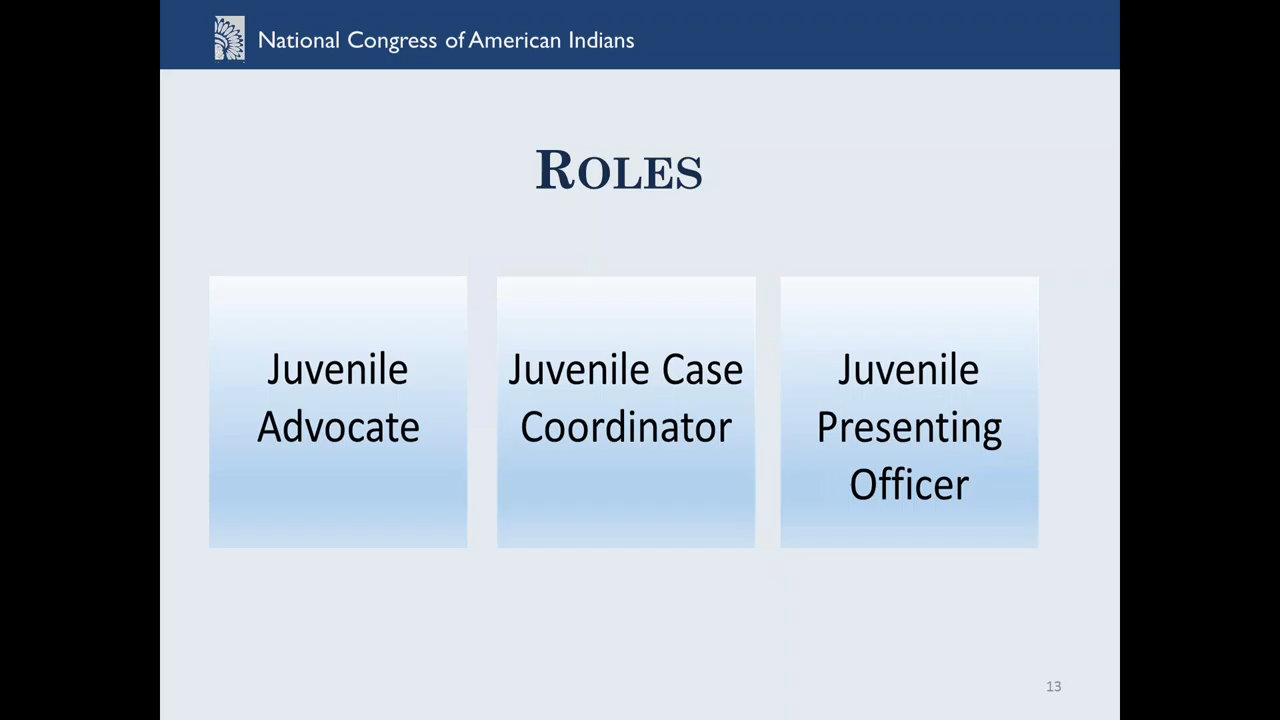 National Congress of American Indians
ROLES
Juvenile
Advocate
Juvenile Case
Coordinator
Juvenile
Presenting
Officer
13